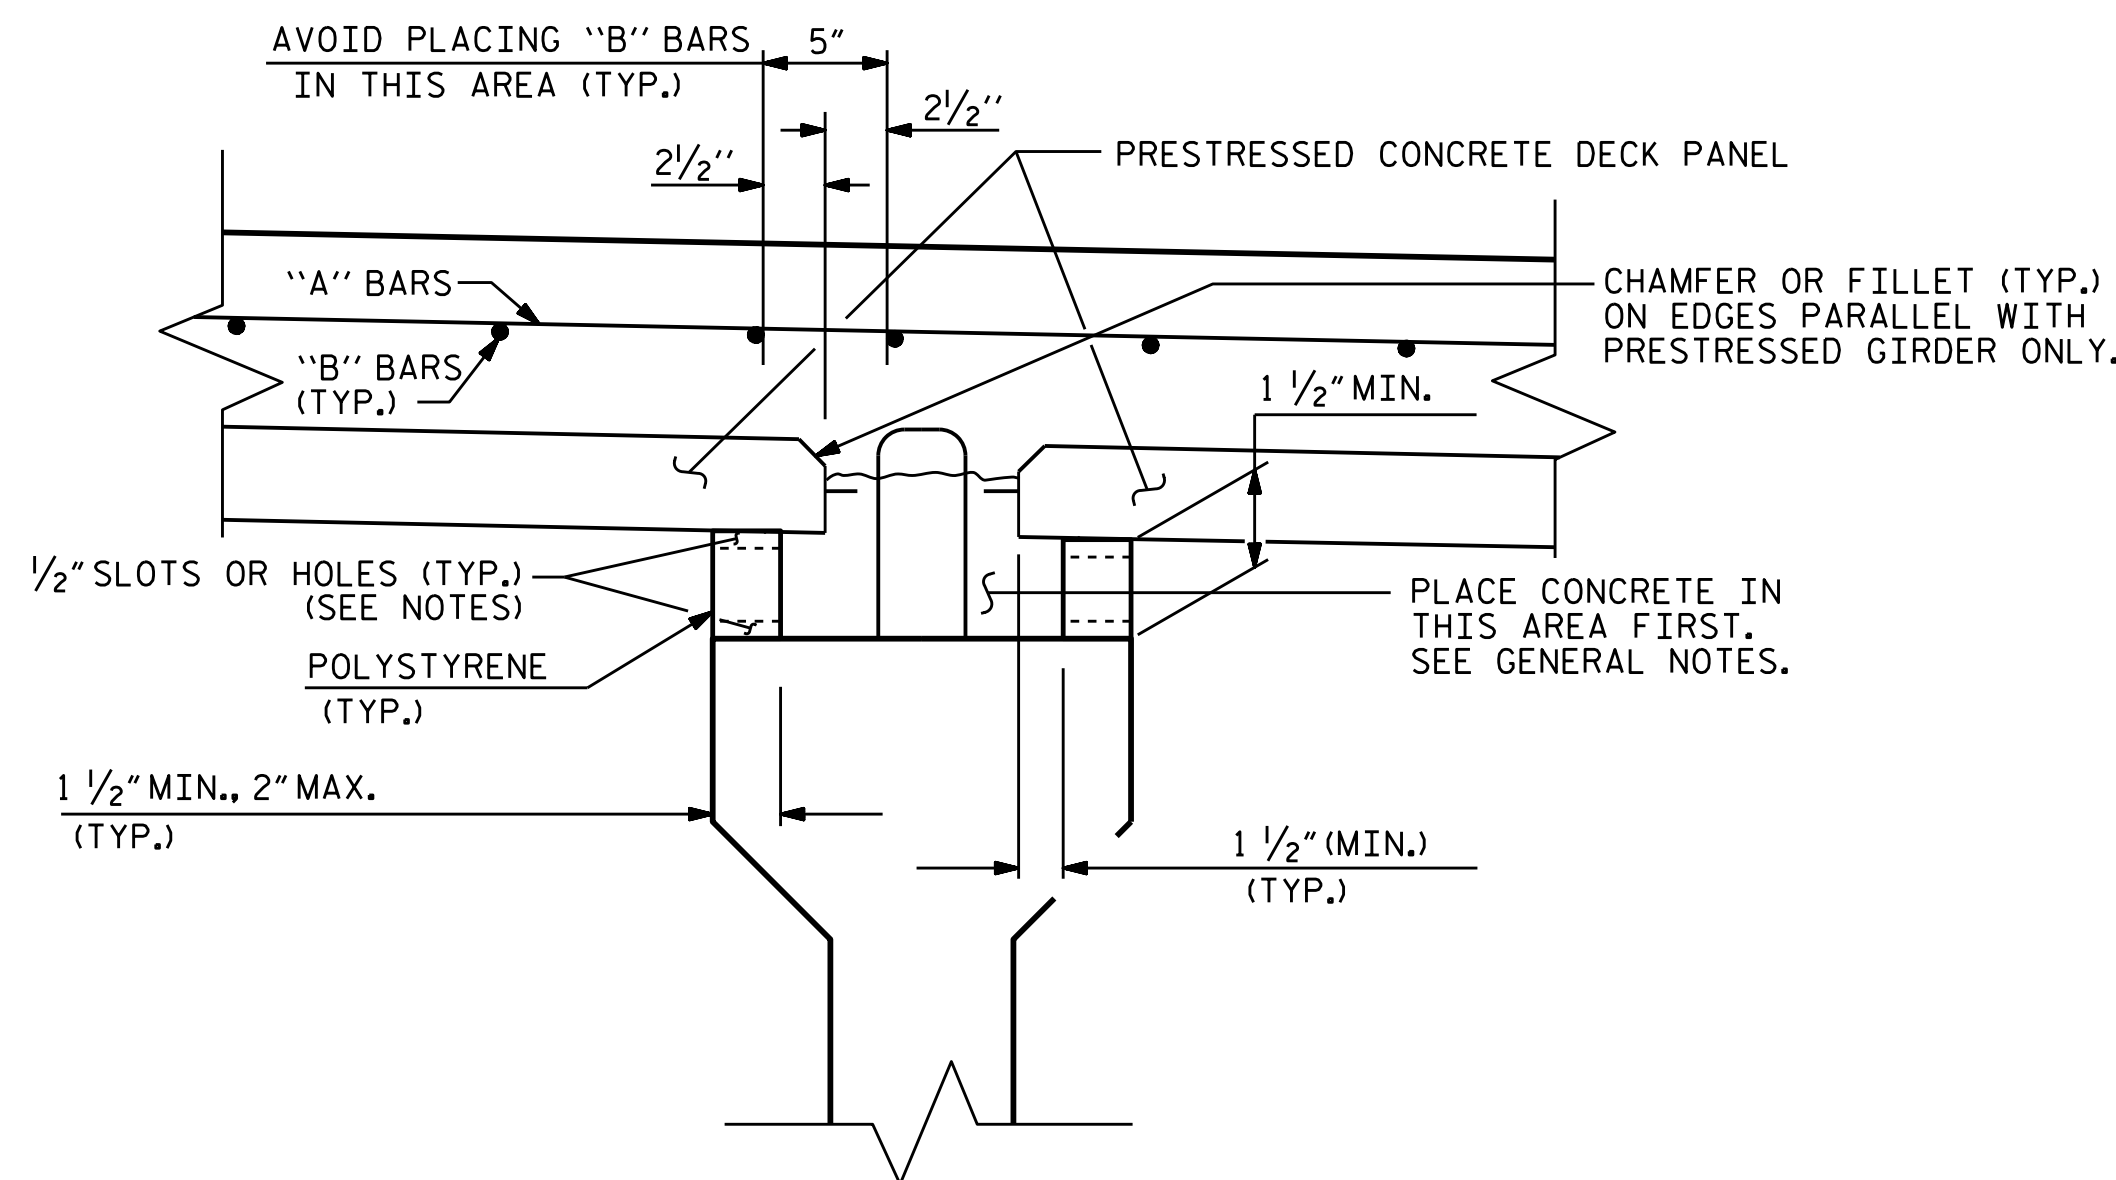 AVOID PLACING ‶B″ BARS
IN THIS AREA (TYP.)
5″
2½″
2½″
PRESTRESSED CONCRETE DECK PANEL
‶A″ BARS
‶B″ BARS
(TYP.)
CHAMFER OR FILLET (TYP.)
ON EDGES PARALLEL WITH
PRESTRESSED GIRDER ONLY.
1 ½″ MIN.
½″ SLOTS OR HOLES (TYP.)
(SEE NOTES)
POLYSTYRENE
(TYP.)
PLACE CONCRETE IN
THIS AREA FIRST.
SEE GENERAL NOTES.
1 ½″ MIN., 2″ MAX.
(TYP.)
1 ½″ (MIN.)
(TYP.)